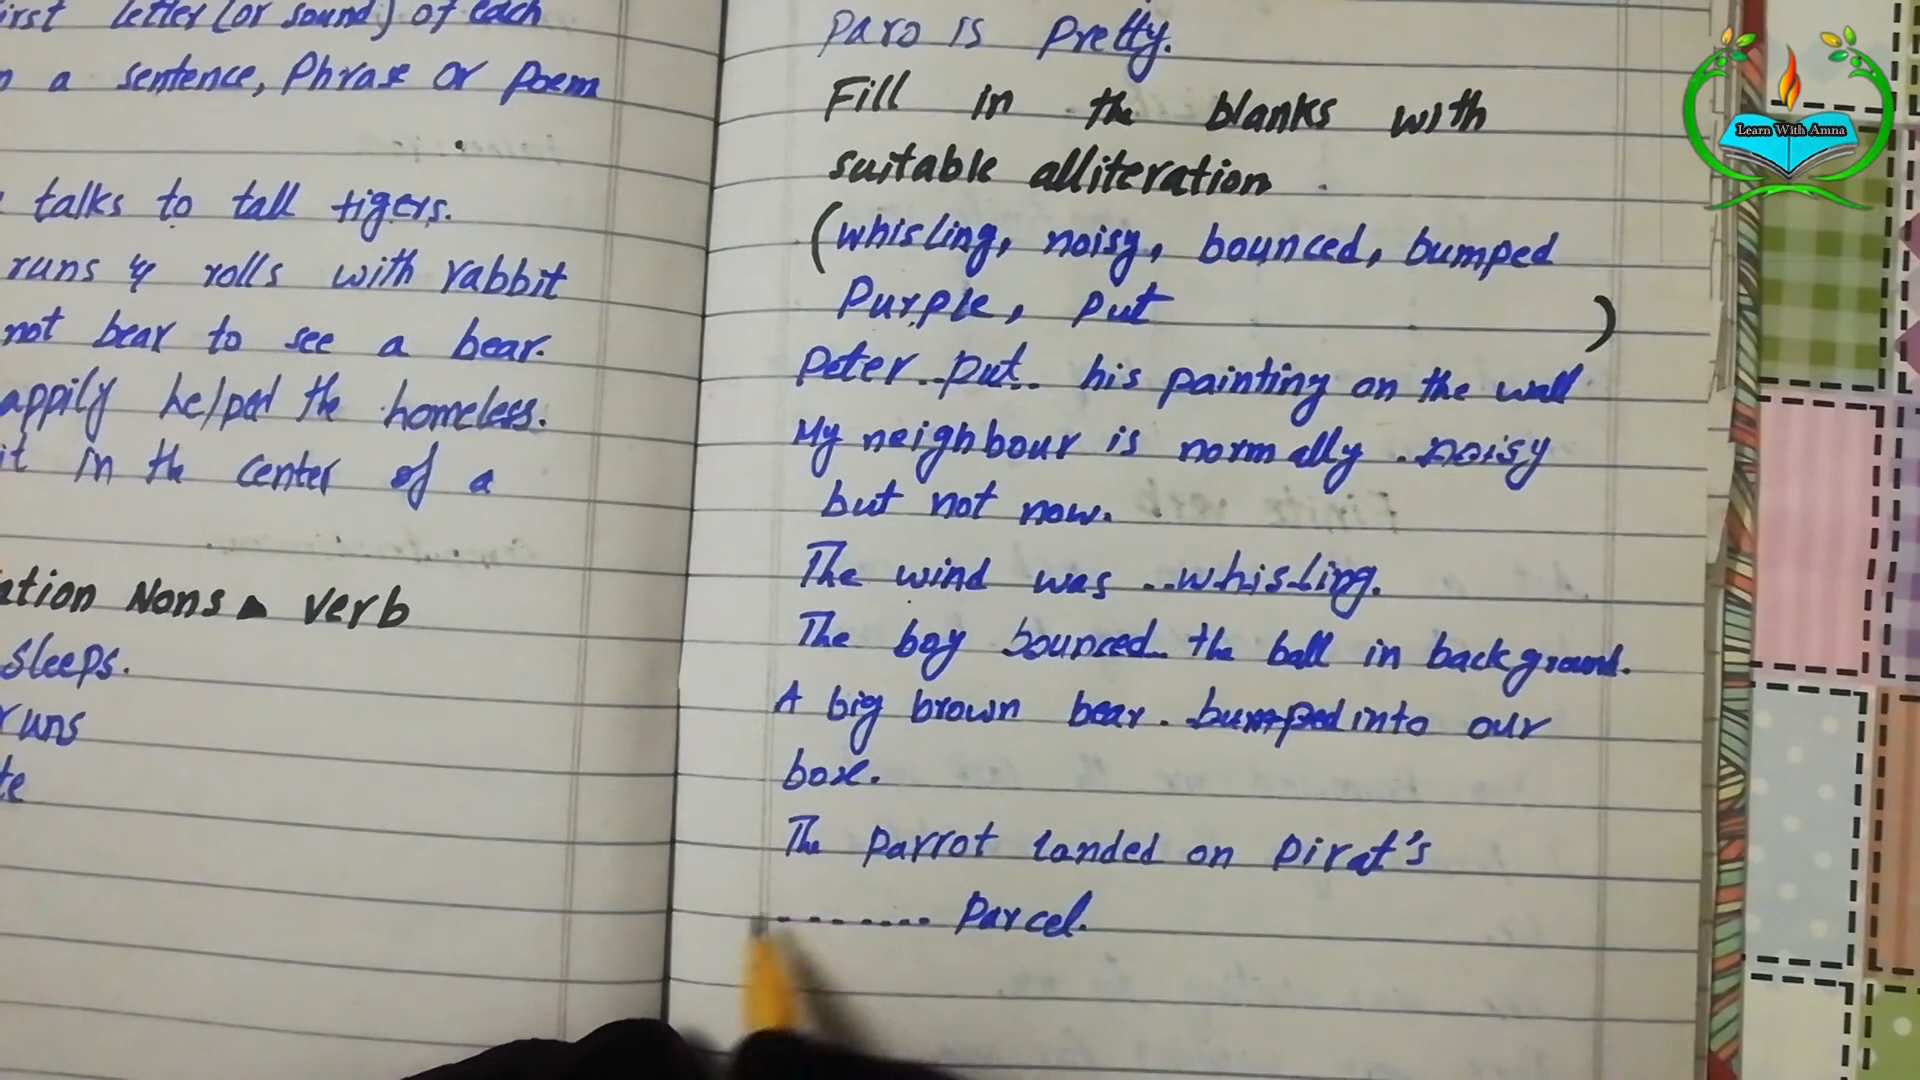 irst letter (or sound) of each
a sentence, Phrase or Poem
talks to tall tigers.
runs & rolls with rabbit
not bear to see a bear.
appily helped the homeless.
it in the center of a
ation Nons verb
sleeps.
runs
te
paro is pretty.
Fill in the blanks with
suitable alliteration.
(whisling, noisy, bounced, bumped
Purple, put )
Peter..put.. his painting on the wall
My neighbour is normally .noisy
but not now.
The wind was ..whisling.
The boy bounced.. the ball in background.
A big brown bear. bumped into our
box.
The Parrot landed on Pirat's
........ Parcel.
Learn With Amna